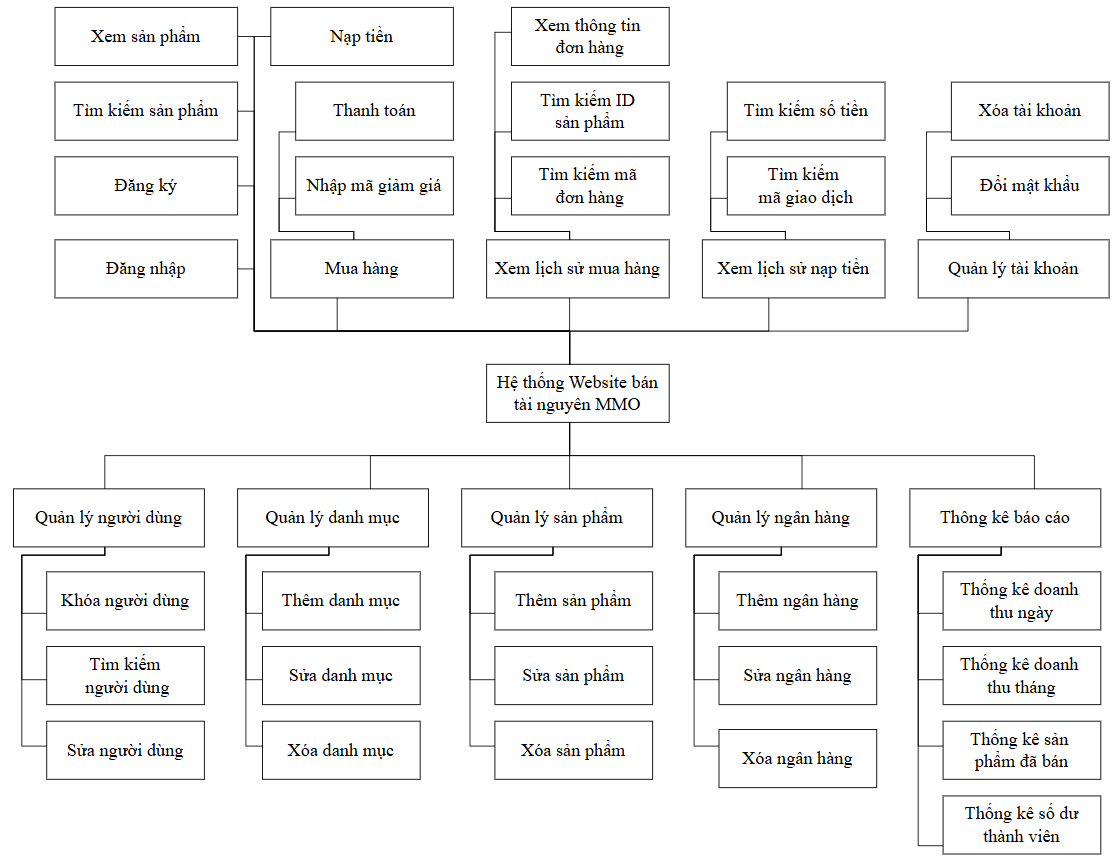 Xem sản phẩm
Nạp tiền
Xem thông tin
đơn hàng
Tìm kiếm sản phẩm
Thanh toán
Tìm kiếm ID
sản phẩm
Tìm kiếm số tiền
Xóa tài khoản
Đăng ký
Nhập mã giảm giá
Tìm kiếm mã
đơn hàng
Tìm kiếm
mã giao dịch
Đổi mật khẩu
Đăng nhập
Mua hàng
Xem lịch sử mua hàng
Xem lịch sử nạp tiền
Quản lý tài khoản
Hệ thống Website bán
tài nguyên MMO
Quản lý người dùng
Quản lý danh mục
Quản lý sản phẩm
Quản lý ngân hàng
Thông kê báo cáo
Khóa người dùng
Thêm danh mục
Thêm sản phẩm
Thêm ngân hàng
Thống kê doanh
thu ngày
Tìm kiếm
người dùng
Sửa danh mục
Sửa sản phẩm
Sửa ngân hàng
Thống kê doanh
thu tháng
Sửa người dùng
Xóa danh mục
Xóa sản phẩm
Xóa ngân hàng
Thống kê sản
phẩm đã bán
Thống kê số dư
thành viên